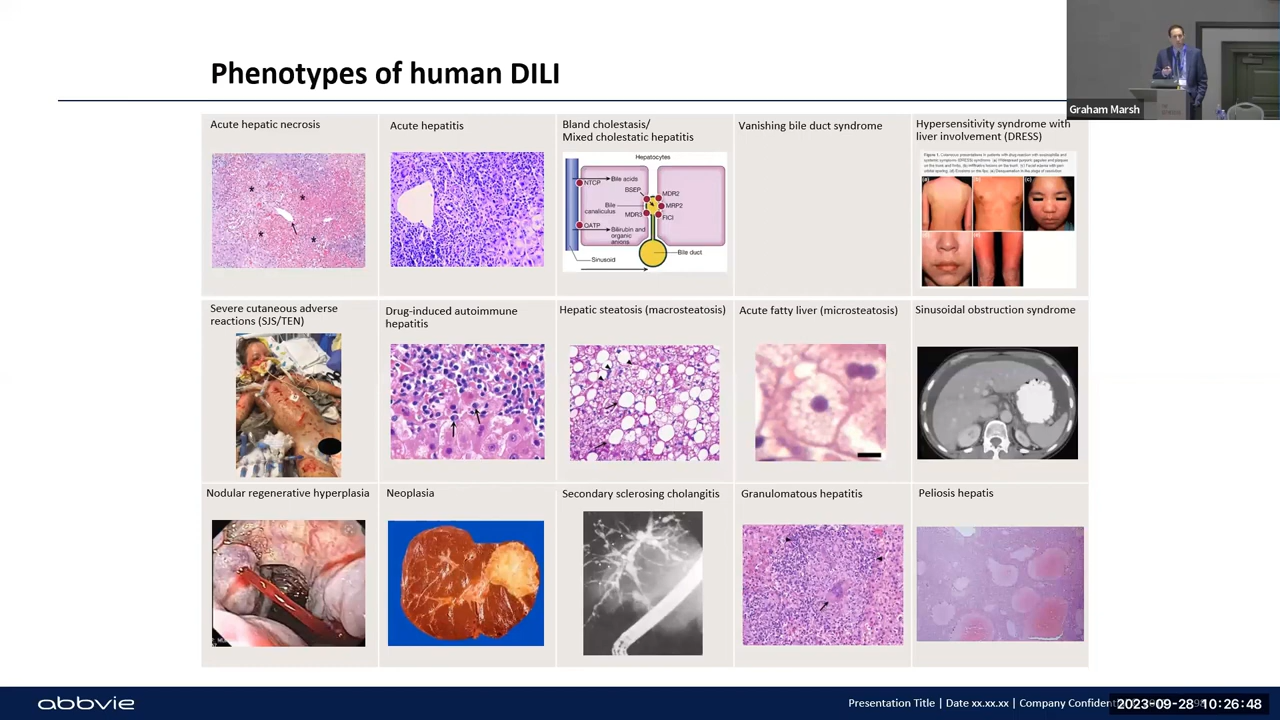 Phenotypes of human DILI
Graham Marsh
Acute hepatic necrosis
Acute hepatitis
Bland cholestasis/
Mixed cholestatic hepatitis
Vanishing bile duct syndrome
Hypersensitivity syndrome with
liver involvement (DRESS)
Hepatocytes
NTCP
Bile acids
BSEP
MDR2
Bile
canaliculus
MRP2
MDR3
FICI
OATP
Bilirubin and
organic
anions
Bile duct
Sinusoid
Severe cutaneous adverse
reactions (SJS/TEN)
Drug-induced autoimmune
hepatitis
Hepatic steatosis (macrosteatosis)
Acute fatty liver (microsteatosis)
Sinusoidal obstruction syndrome
Nodular regenerative hyperplasia
Neoplasia
Secondary sclerosing cholangitis
Granulomatous hepatitis
Peliosis hepatis
abbvie
Presentation Title | Date xx.xx.xx | Company Confident
2023-09-28 10:26:48